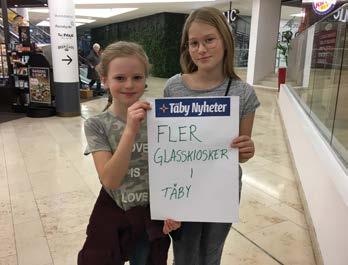 Täby Nyheter
FLER
GLASSKIOSKER
I
TÄBY
LOVE
IS
LOVE